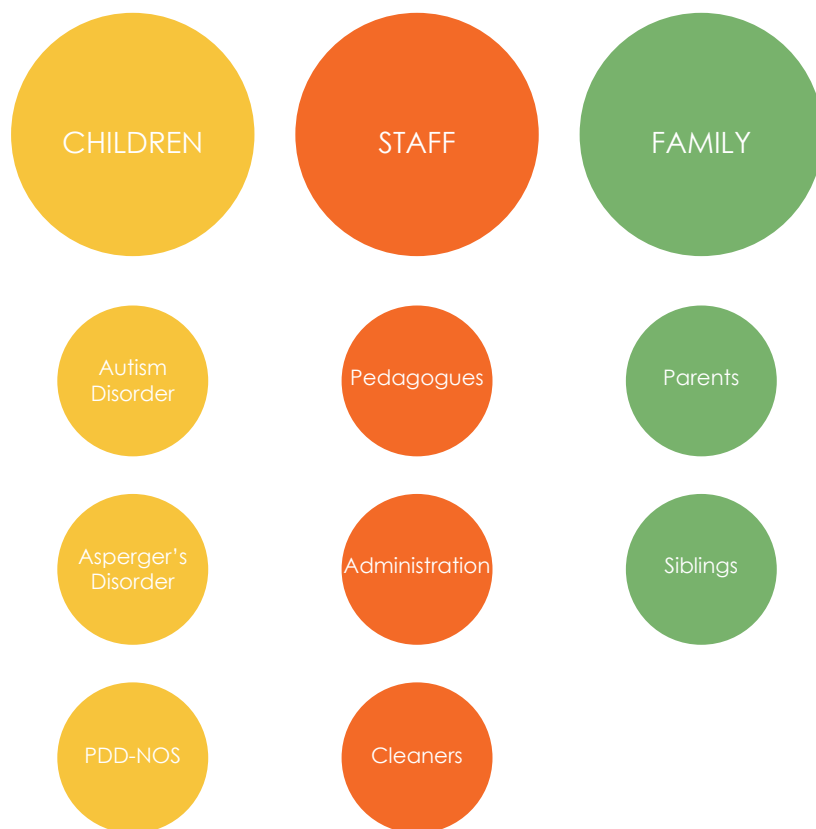 CHILDREN
STAFF
FAMILY
Autism
Disorder
Pedagogues
Parents
Asperger’s
Disorder
Administration
Siblings
PDD-NOS
Cleaners